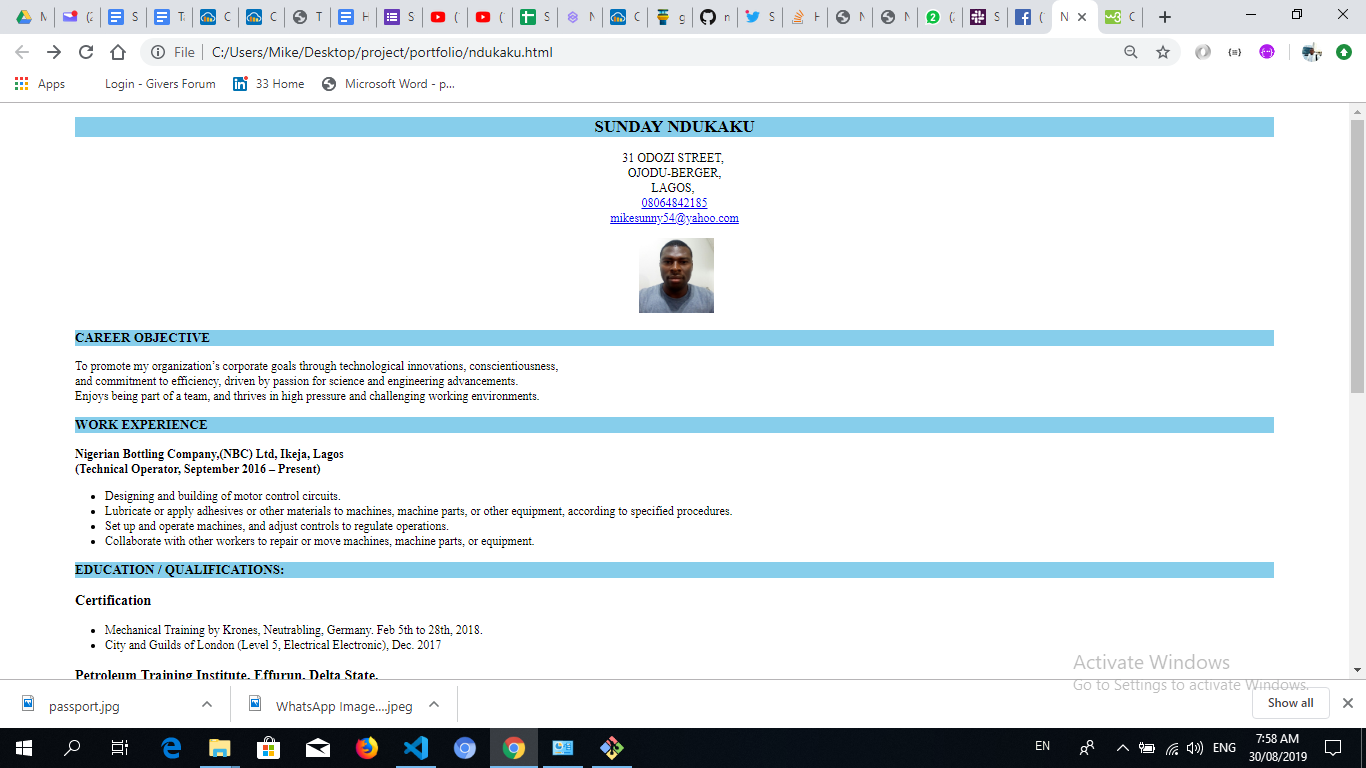 M
(2
S
T
C
C
T
H
S
(
(
S
N
C
g
n
S
H
N
N
2
(2
S
(
N
C
File
C:/Users/Mike/Desktop/project/portfolio/ndukaku.html
Apps
Login - Givers Forum
33 Home
Microsoft Word - p...
SUNDAY NDUKAKU
31 ODOZI STREET,
OJODU-BERGER,
LAGOS,
08064842185
mikesunny54@yahoo.com
CAREER OBJECTIVE
To promote my organization’s corporate goals through technological innovations, conscientiousness,
and commitment to efficiency, driven by passion for science and engineering advancements.
Enjoys being part of a team, and thrives in high pressure and challenging working environments.
WORK EXPERIENCE
Nigerian Bottling Company,(NBC) Ltd, Ikeja, Lagos
(Technical Operator, September 2016 – Present)
Designing and building of motor control circuits.
Lubricate or apply adhesives or other materials to machines, machine parts, or other equipment, according to specified procedures.
Set up and operate machines, and adjust controls to regulate operations.
Collaborate with other workers to repair or move machines, machine parts, or equipment.
EDUCATION / QUALIFICATIONS:
Certification
Mechanical Training by Krones, Neutrabling, Germany. Feb 5th to 28th, 2018.
City and Guilds of London (Level 5, Electrical Electronic), Dec. 2017
Petroleum Training Institute, Effurun, Delta State.
Activate Windows
Go to Settings to activate Windows.
passport.jpg
WhatsApp Image....jpeg
Show all
EN
ENG
7:58 AM
30/08/2019